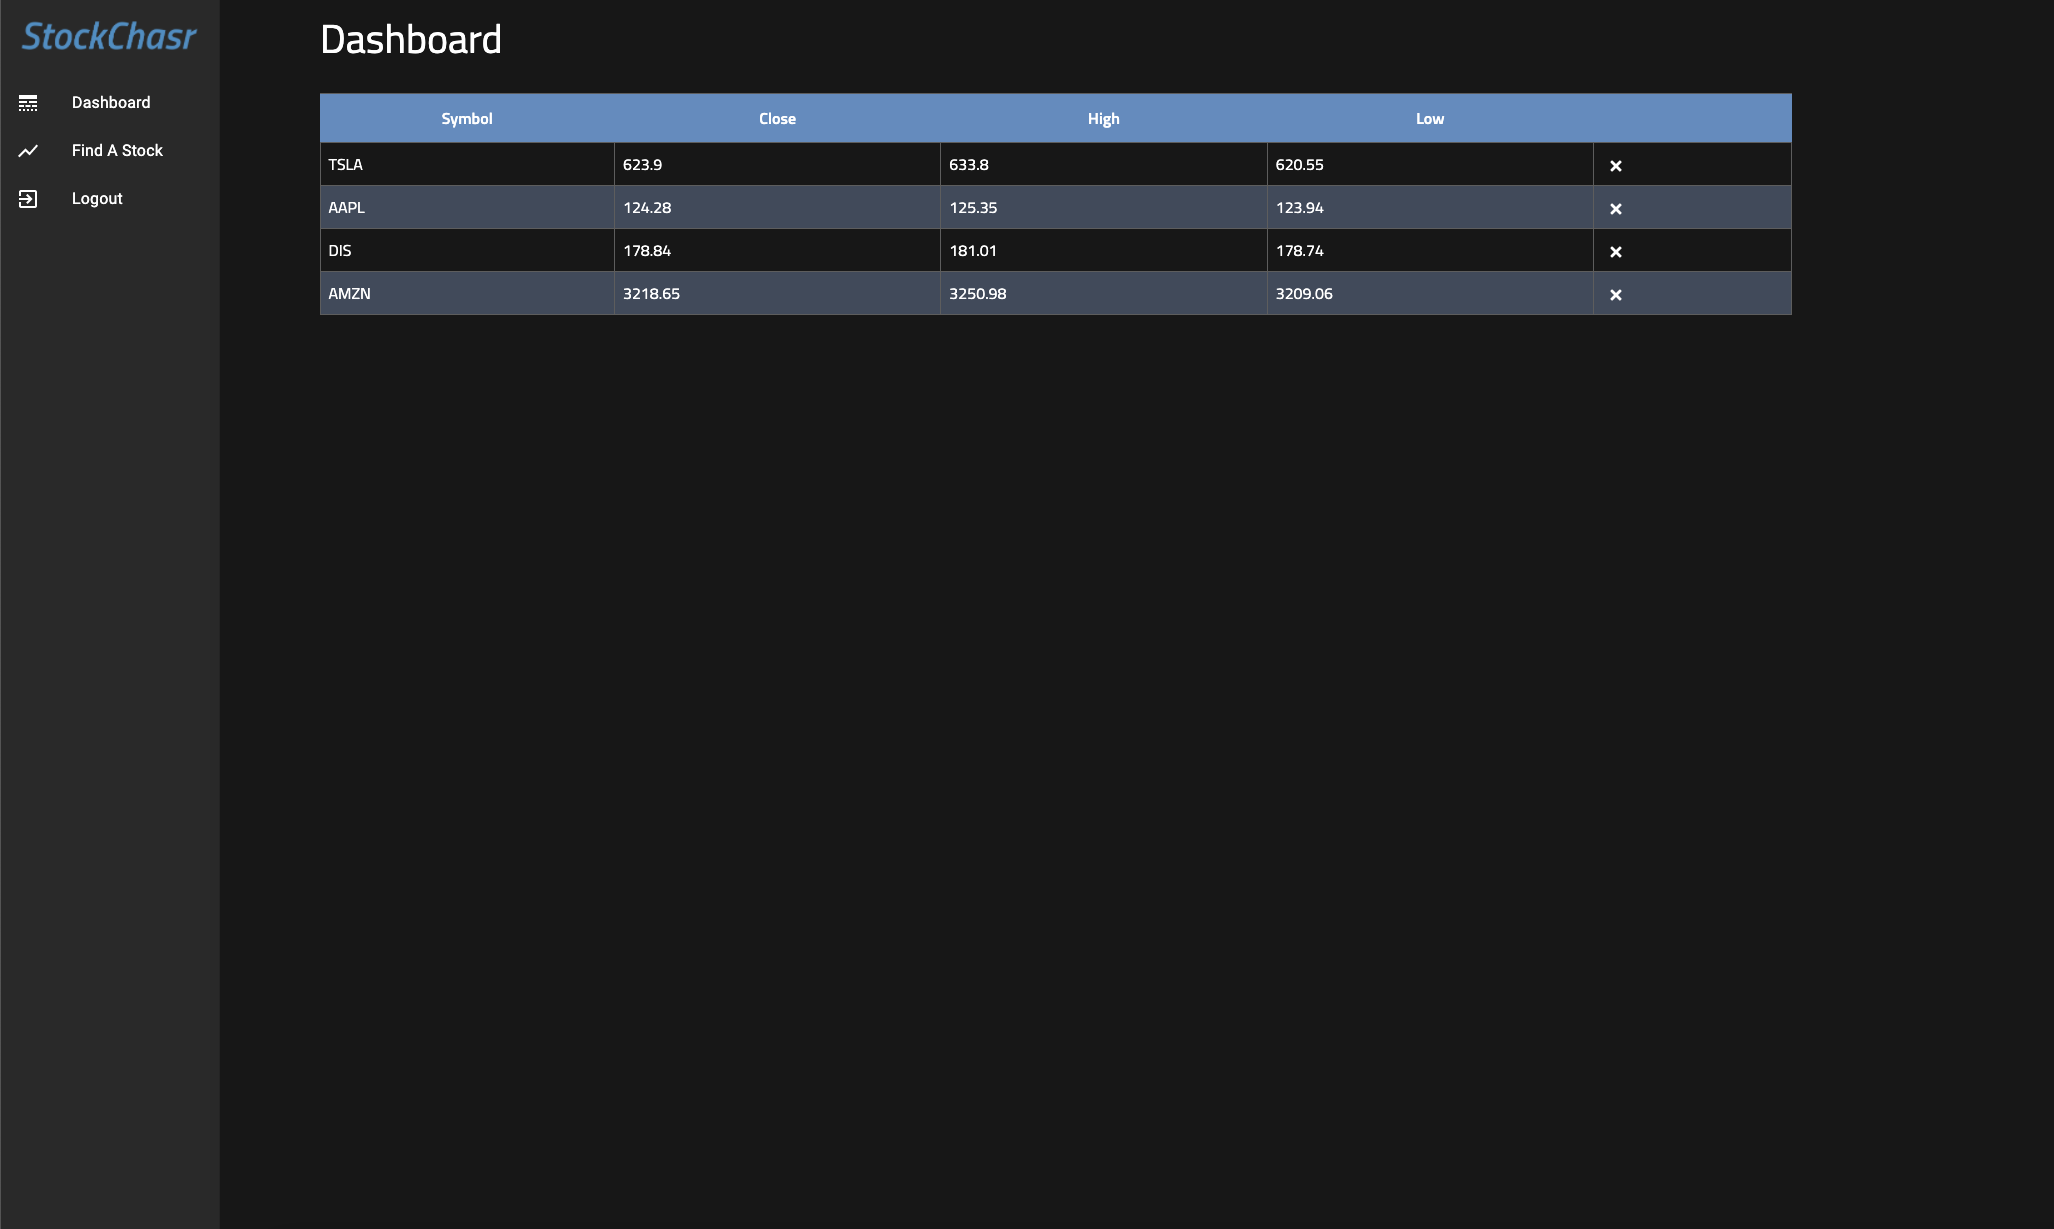 StockChasr
Dashboard
Find A Stock
Logout
Dashboard
Symbol Close High Low
TSLA 623.9 633.8 620.55
AAPL 124.28 125.35 123.94
DIS 178.84 181.01 178.74
AMZN 3218.65 3250.98 3209.06